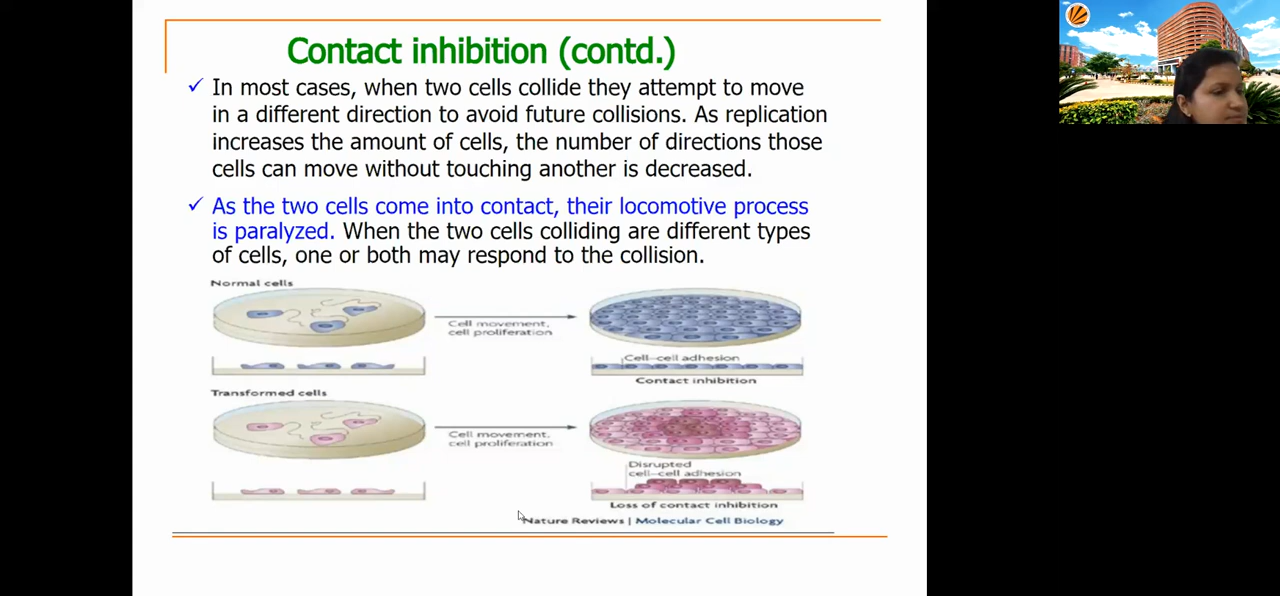 Contact inhibition (contd.)
✓ In most cases, when two cells collide they attempt to move
in a different direction to avoid future collisions. As replication
increases the amount of cells, the number of directions those
cells can move without touching another is decreased.
✓ As the two cells come into contact, their locomotive process
is paralyzed. When the two cells colliding are different types
of cells, one or both may respond to the collision.
Normal cells
Cell movement,
cell proliferation
Cell–cell adhesion
Contact inhibition
Transformed cells
Cell movement,
cell proliferation
Disrupted
cell–cell adhesion
Loss of contact inhibition
Nature Reviews | Molecular Cell Biology